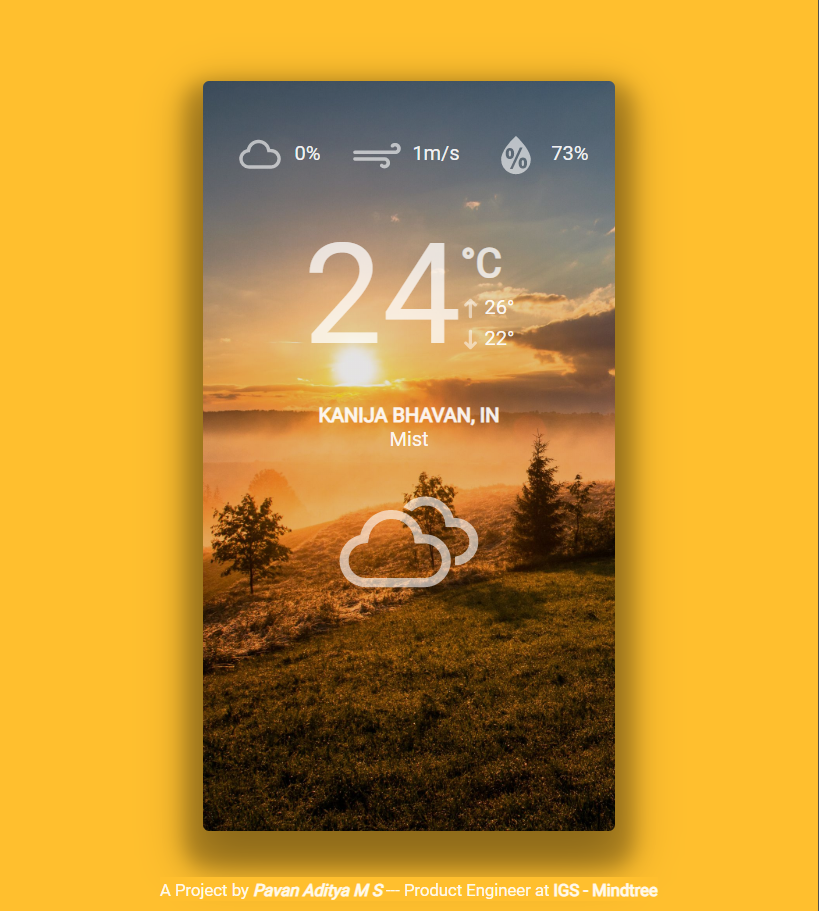 0% 1m/s % 73%
24 °C
↑ 26°
↓ 22°
KANIJA BHAVAN, IN
Mist
A Project by Pavan Aditya M S — Product Engineer at IGS - Mindtree